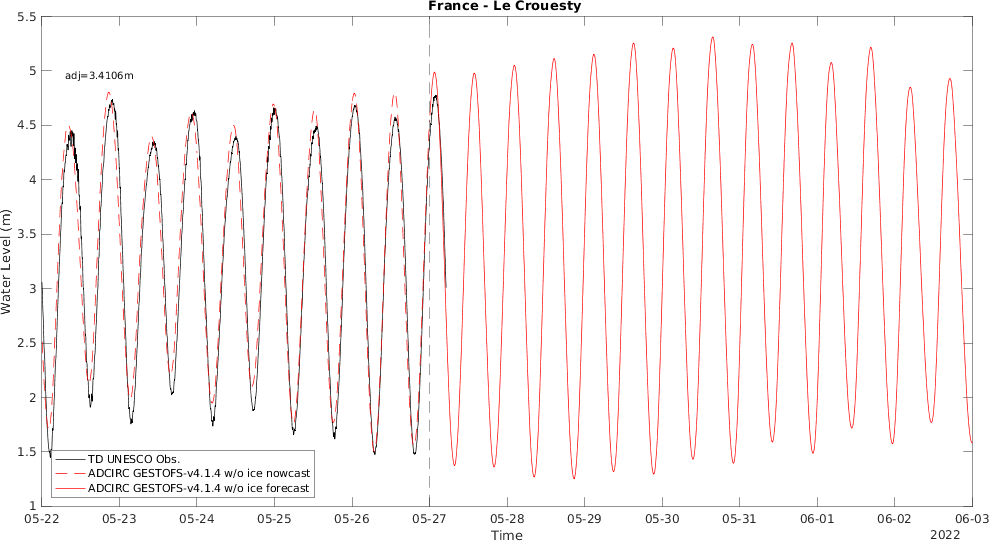 France - Le Crouesty
5.5
5
4.5
4
3.5
3
2.5
2
1.5
1
Water Level (m)
adj=3.4106m
TD UNESCO Obs.
ADCIRC GESTOFS-v4.1.4 w/o ice nowcast
ADCIRC GESTOFS-v4.1.4 w/o ice forecast
05-22 05-23 05-24 05-25 05-26 05-27 05-28 05-29 05-30 05-31 06-01 06-02 06-03
Time
2022